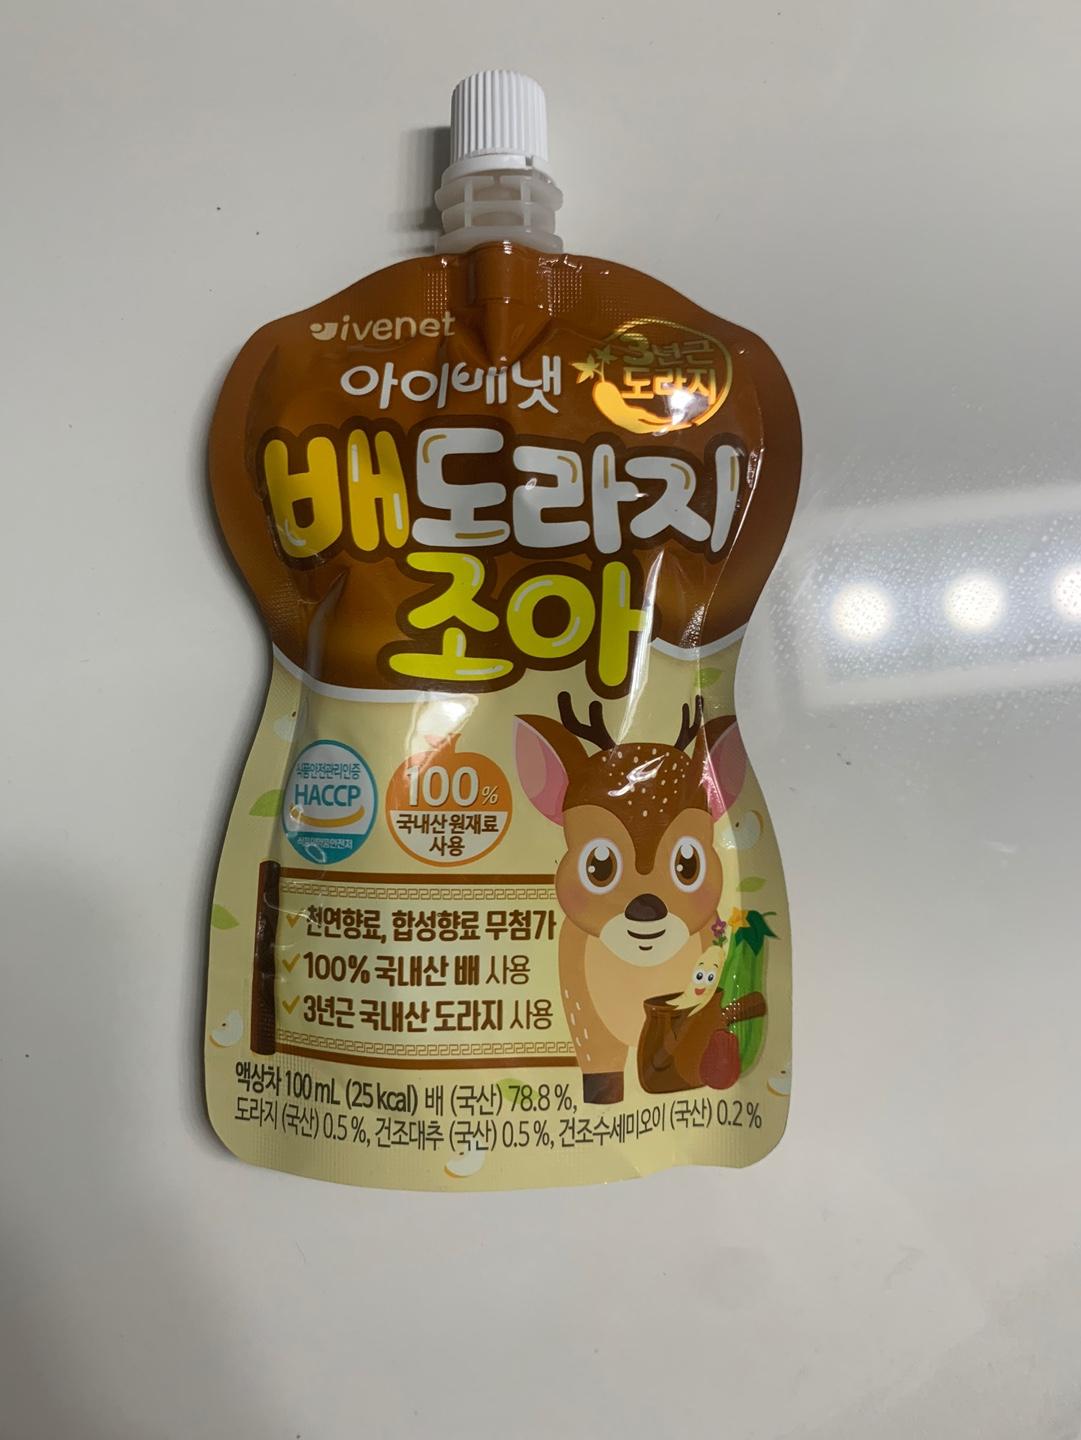 ivenet
아이배냇
3년근
도라지
배도라지
조아
식품안전관리인증
HACCP
100%
국내산 원재료
사용
천연향료, 합성향료 무첨가
100% 국내산 배 사용
3년근 국내산 도라지 사용
액상차 100 mL (25 kcal) 배 (국산) 78.8 %,
도라지 (국산) 0.5 %, 건조대추 (국산) 0.5 %, 건조수세미오이 (국산) 0.2 %